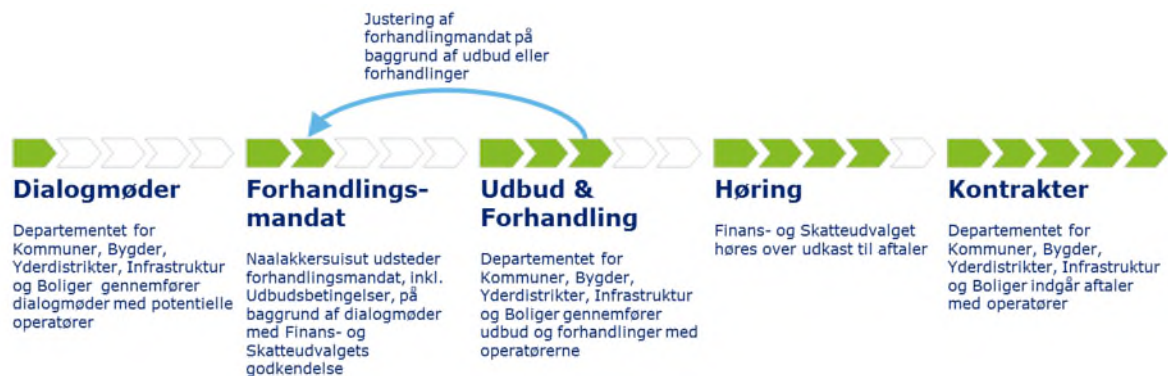 Justering af
forhandlingmandat på
baggrund af udbud eller
forhandlinger
Dialogmøder
Departementet for
Kommuner, Bygder,
Yderdistrikter, Infrastruktur
og Boliger gennemfører
dialogmøder med potentielle
operatører
Forhandlings-
mandat
Naalakkersuisut udsteder
forhandlingsmandat, inkl.
Udbudsbetingelser, på
baggrund af dialogmøder
med Finans- og
Skatteudvalgets
godkendelse
Udbud &
Forhandling
Departementet for
Kommuner, Bygder,
Yderdistrikter, Infrastruktur
og Boliger gennemfører
udbud og forhandlinger med
operatørerne
Høring
Finans- og Skatteudvalget
høres over udkast til aftaler
Kontrakter
Departementet for
Kommuner, Bygder,
Yderdistrikter, Infrastruktur
og Boliger indgår aftaler
med operatører